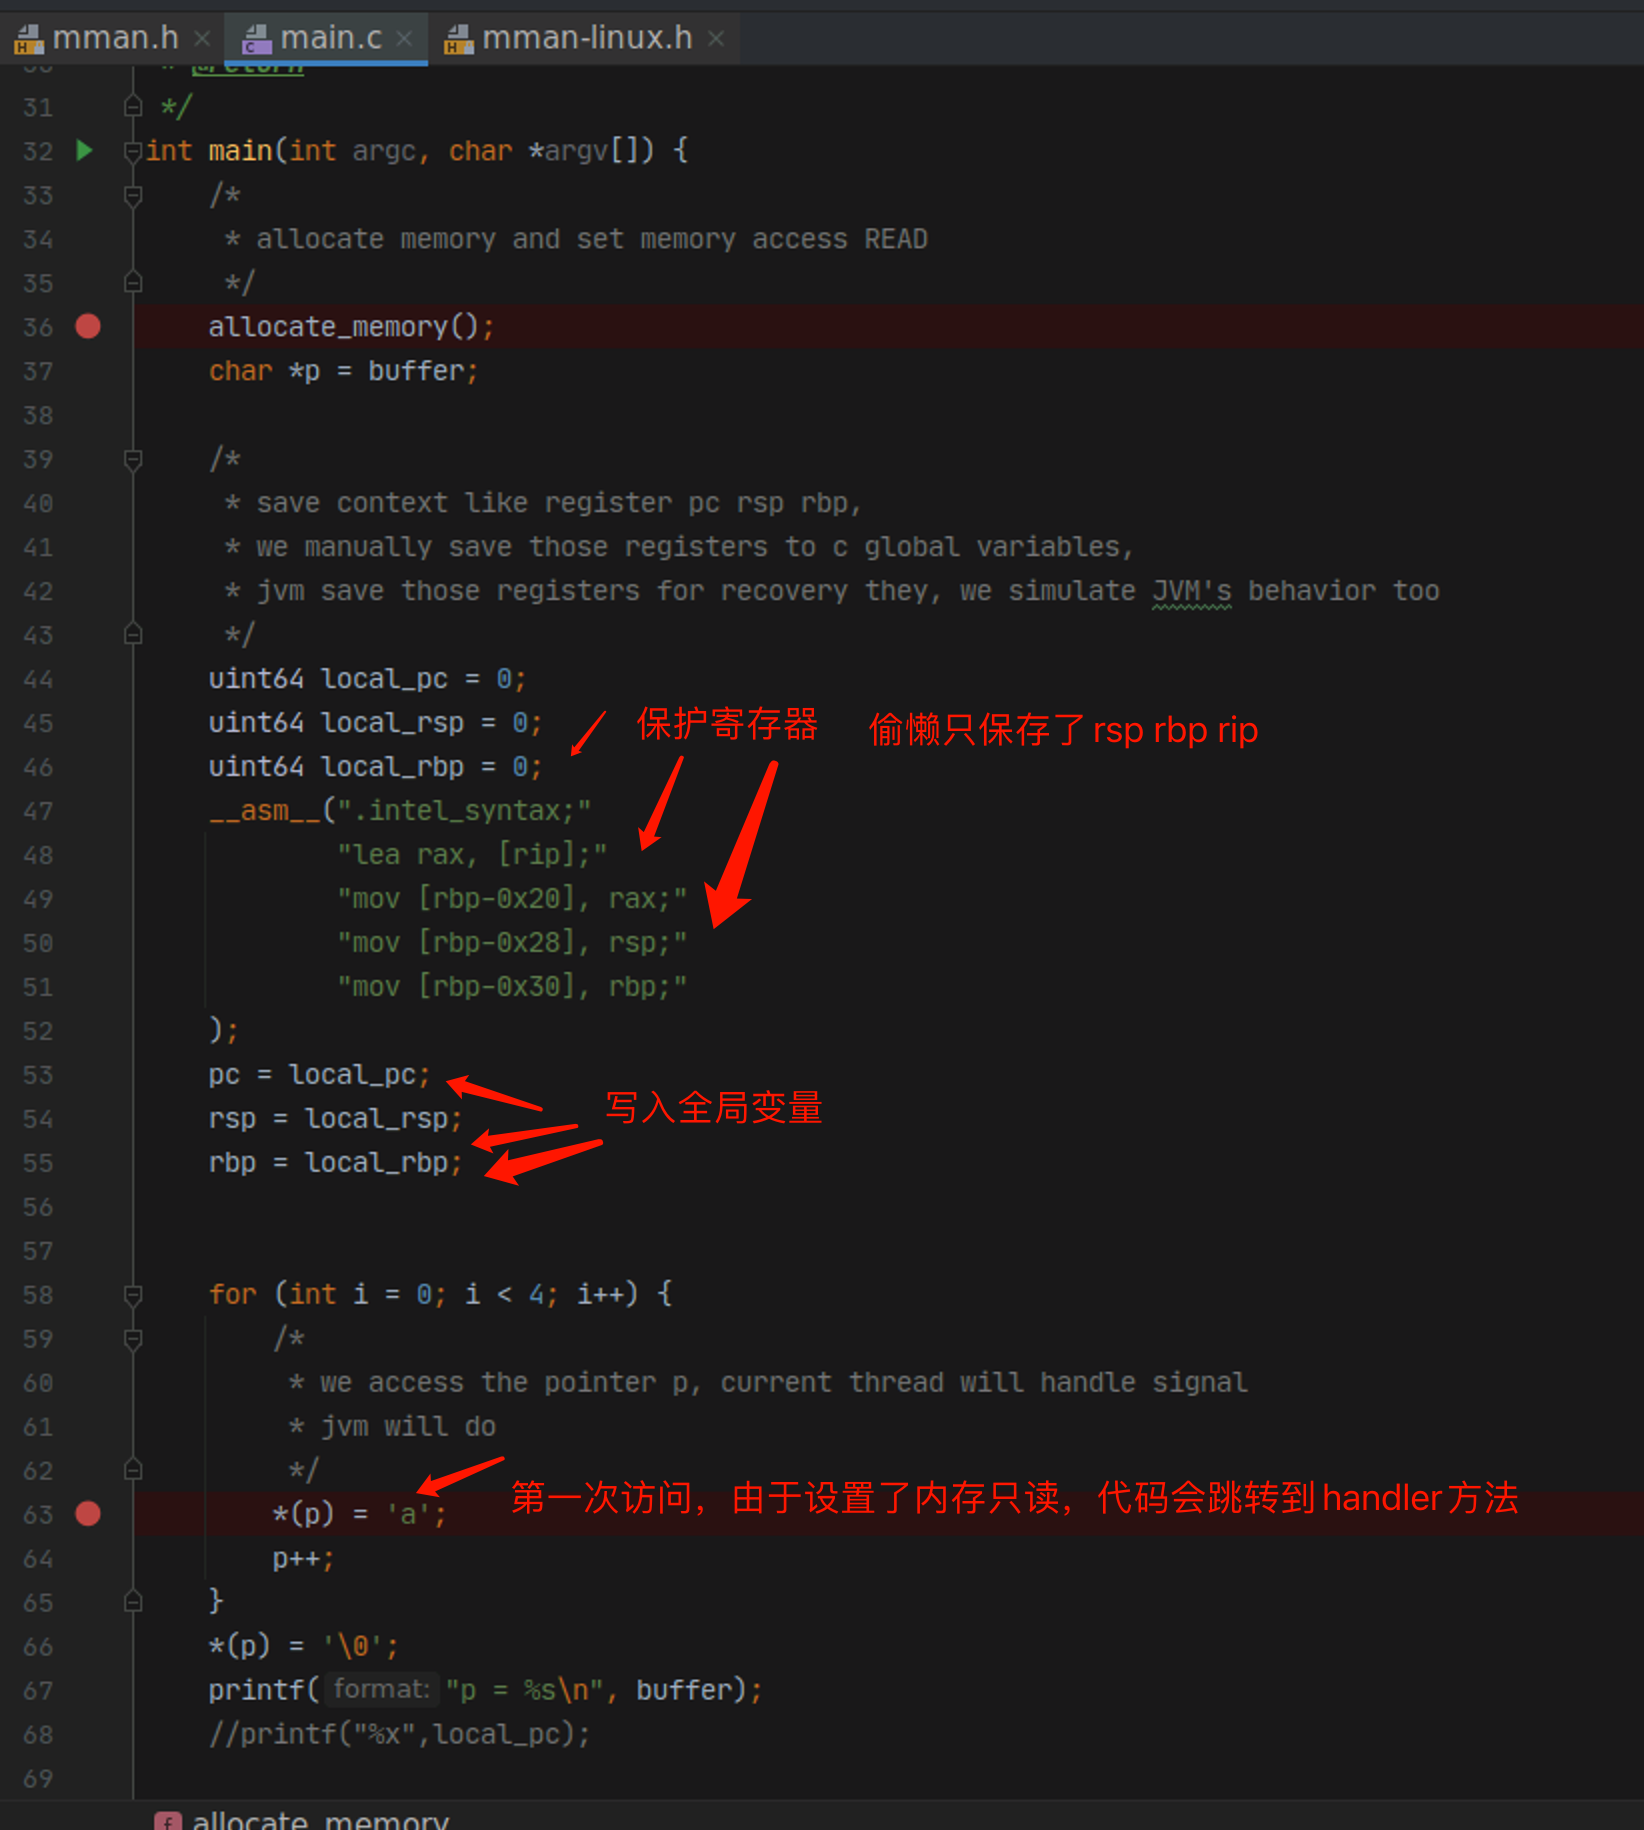 mman.h × main.c × mman-linux.h ×
* @return
31 */
32 int main(int argc, char *argv[]) {
33 /*
34 * allocate memory and set memory access READ
35 */
36 allocate_memory();
37 char *p = buffer;
38
39 /*
40 * save context like register pc rsp rbp,
41 * we manually save those registers to c global variables,
42 * jvm save those registers for recovery they, we simulate JVM's behavior too
43 */
44 uint64 local_pc = 0;
45 uint64 local_rsp = 0; 保护寄存器 偷懒只保存了 rsp rbp rip
46 uint64 local_rbp = 0;
47 __asm__(".intel_syntax;"
48 "lea rax, [rip];"
49 "mov [rbp-0x20], rax;"
50 "mov [rbp-0x28], rsp;"
51 "mov [rbp-0x30], rbp;"
52 );
53 pc = local_pc; 写入全局变量
54 rsp = local_rsp;
55 rbp = local_rbp;
56
57
58 for (int i = 0; i < 4; i++) {
59 /*
60 * we access the pointer p, current thread will handle signal
61 * jvm will do
62 */
63 *(p) = 'a'; 第一次访问，由于设置了内存只读，代码会跳转到 handler 方法
64 p++;
65 }
66 *(p) = '\0';
67 printf( format: "p = %s\n", buffer);
68 //printf("%x",local_pc);
69
f allocate_memory